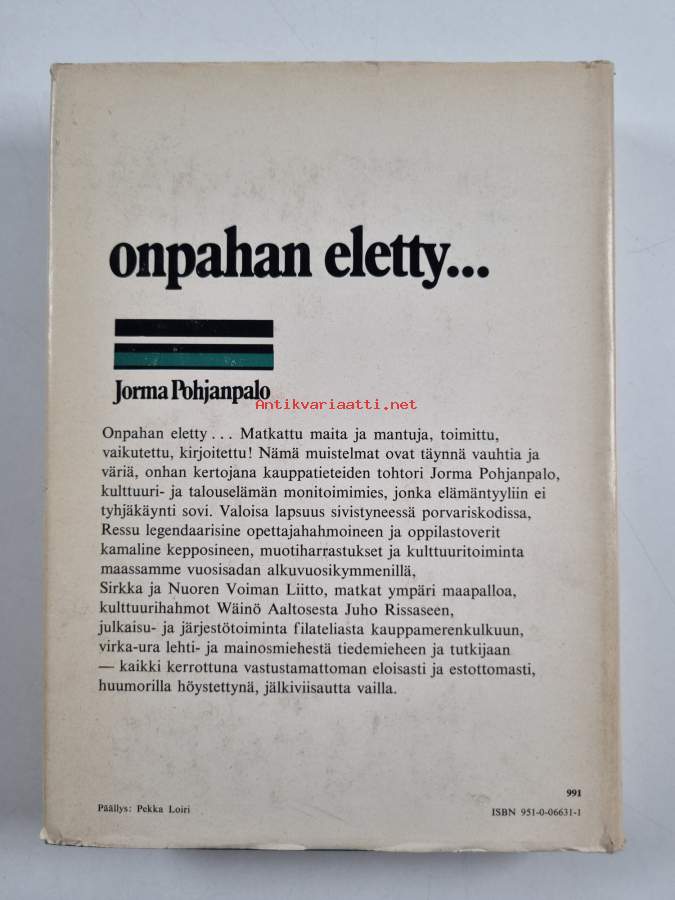 onpahan eletty...
Jorma Pohjanpalo
Antikvariaatti.net
Onpahan eletty... Matkattu maita ja mantuja, toimittu,
vaikutettu, kirjoitettu! Nämä muistelmat ovat täynnä vauhtia ja
väriä, onhan kertojana kauppatieteiden tohtori Jorma Pohjanpalo,
kulttuuri- ja talouselämän monitoimimies, jonka elämäntyyliin ei
tyhjäkäynti sovi. Valoisa lapsuus sivistyneessä porvariskodissa,
Ressu legendaarisine opettajahahmoineen ja oppilastoverit
kamaline kepposineen, muotiharrastukset ja kulttuuritoiminta
maassamme vuosisadan alkuvuosikymmenillä,
Sirkka ja Nuoren Voiman Liitto, matkat ympäri maapalloa,
kulttuurihahmot Wäinö Aaltosesta Juho Rissaseen,
julkaisu- ja järjestötoiminta filateliasta kauppamerenkulkuun,
virka-ura lehti- ja mainosmiehestä tiedemieheen ja tutkijaan
— kaikki kerrottuna vastustamattoman eloisasti ja estottomasti,
huumorilla höystettynä, jälkiviisautta vailla.
991
Päällys: Pekka Loiri
ISBN 951-0-06631-1